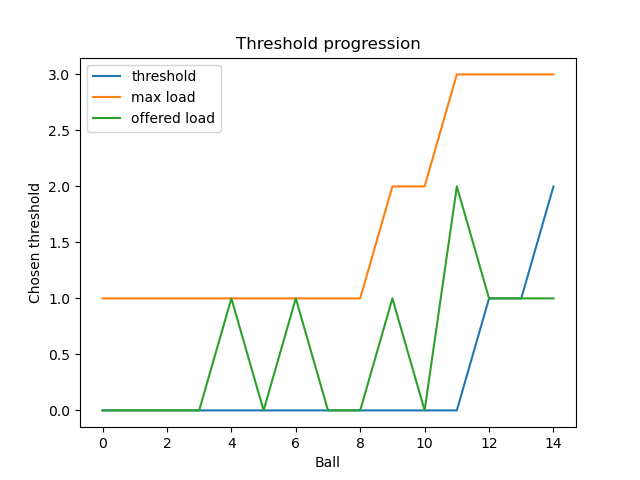 Threshold progression
threshold
max load
offered load
Chosen threshold
3.0
2.5
2.0
1.5
1.0
0.5
0.0
0 2 4 6 8 10 12 14
Ball